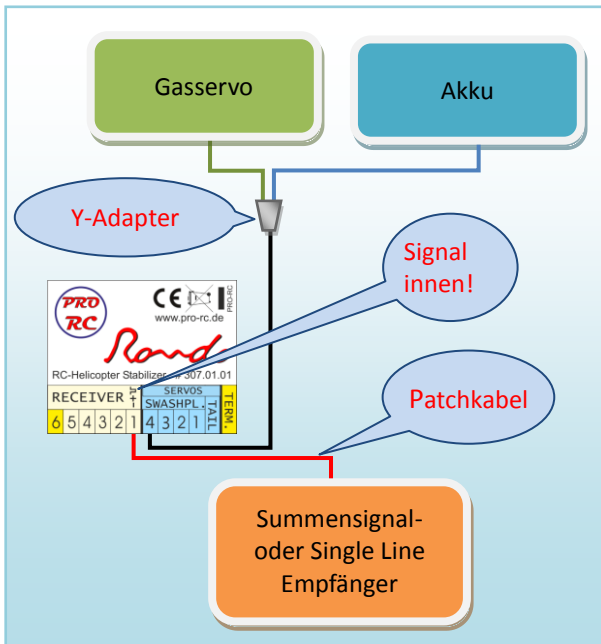 Gasservo
Akku
Y-Adapter
Signal
innen!
PRO
RC
CE
PRO-RC
www.pro-rc.de
Rondo
RC-Helicopter Stabilizer # 307.01.01
RECEIVER
SERVOS
SWASHPL.
TAIL
TERM.
6 5 4 3 2 1
4 3 2 1
Patchkabel
Summensignal-
oder Single Line
Empfänger